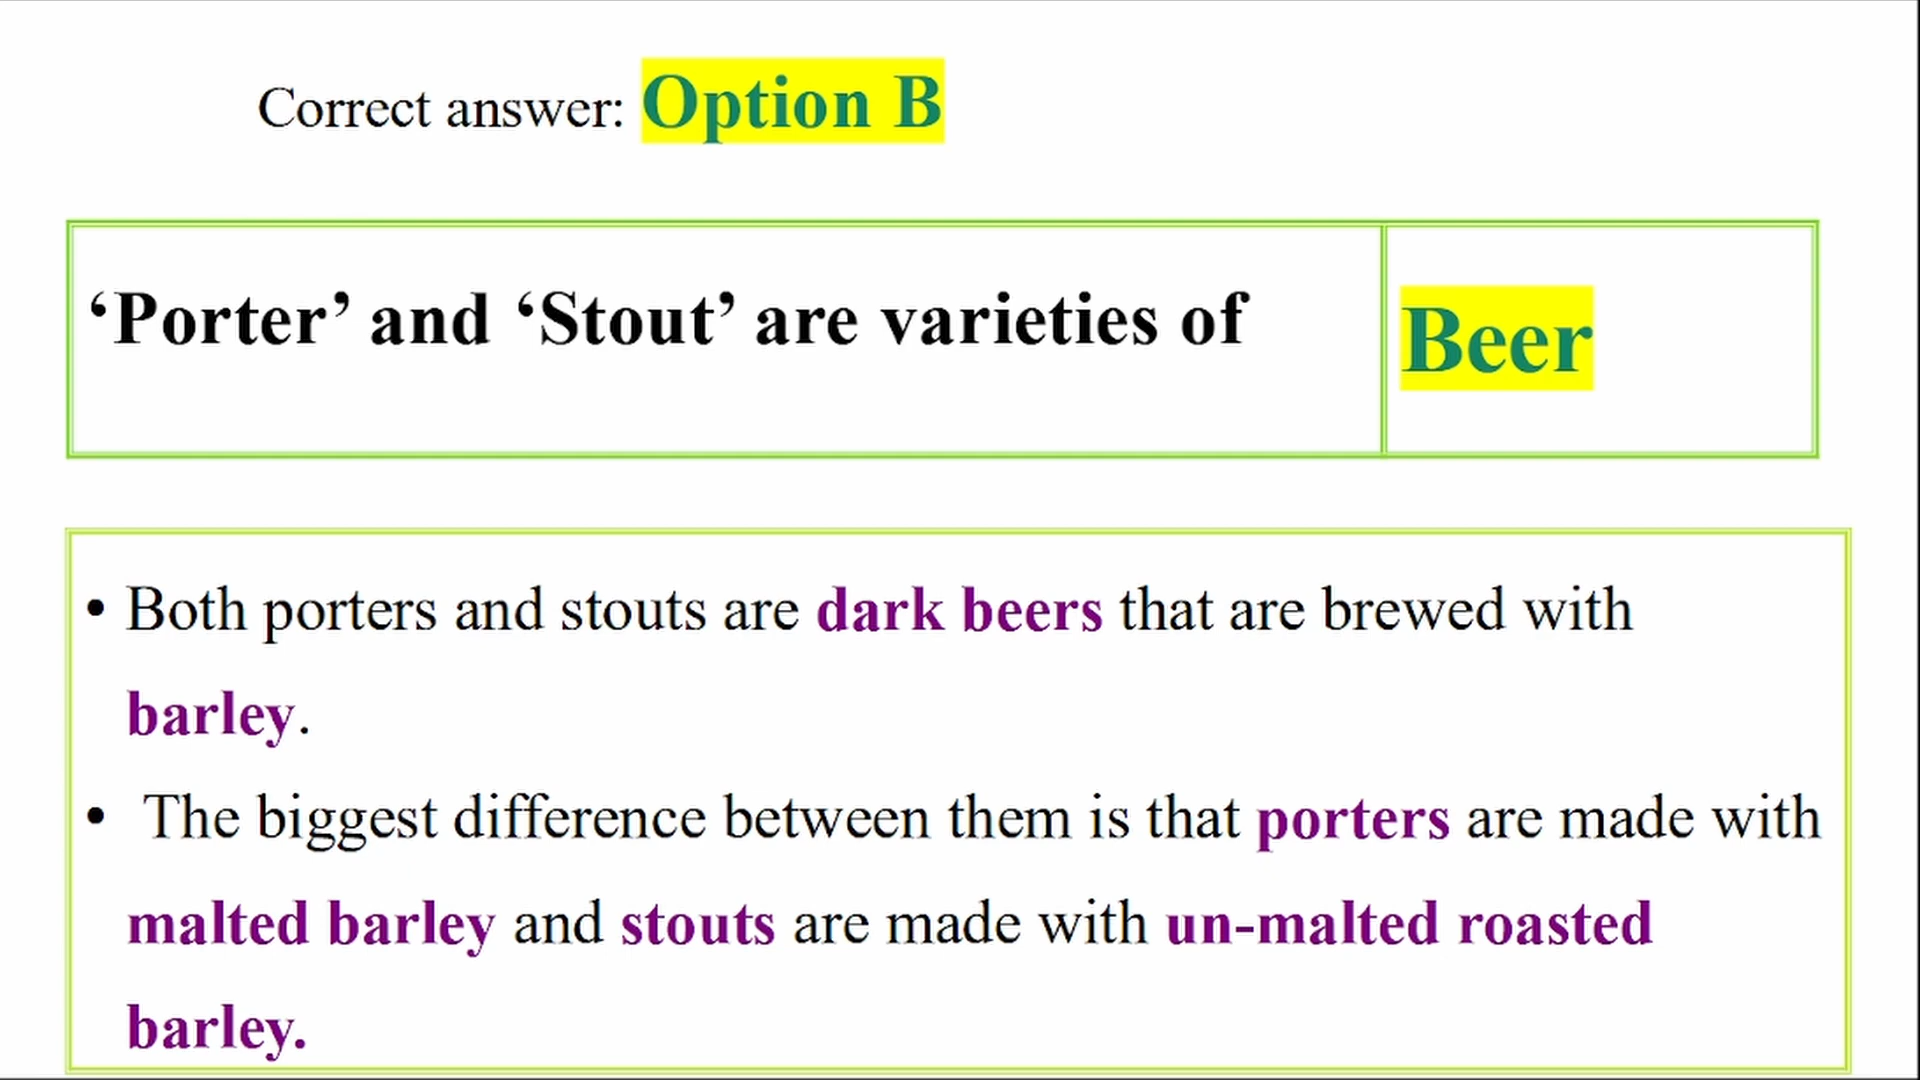 Correct answer: Option B
‘Porter’ and ‘Stout’ are varieties of
Beer
• Both porters and stouts are dark beers that are brewed with
barley.
• The biggest difference between them is that porters are made with
malted barley and stouts are made with un-malted roasted
barley.